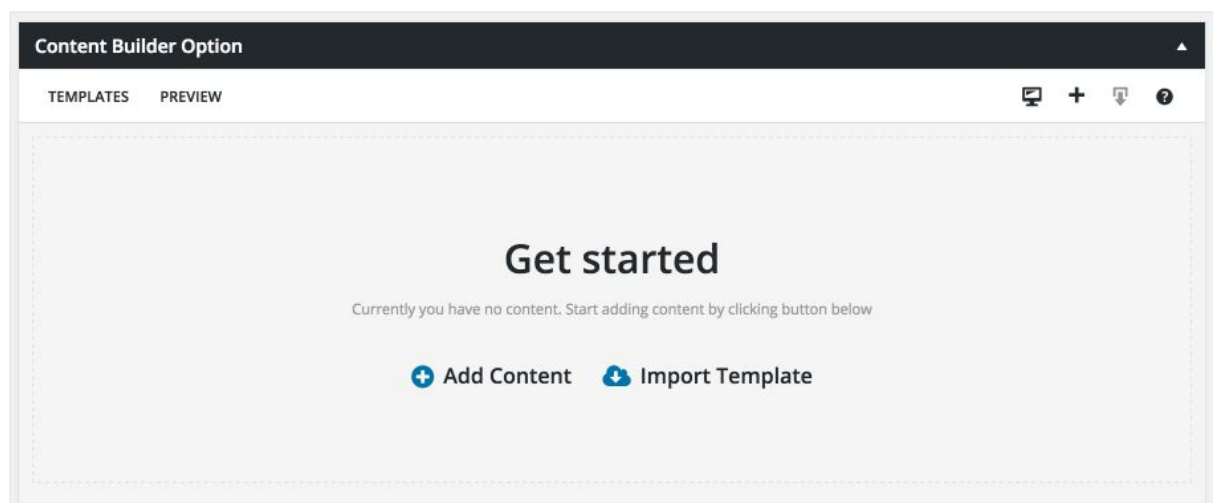 Content Builder Option
TEMPLATES PREVIEW
Get started
Currently you have no content. Start adding content by clicking button below
Add Content Import Template